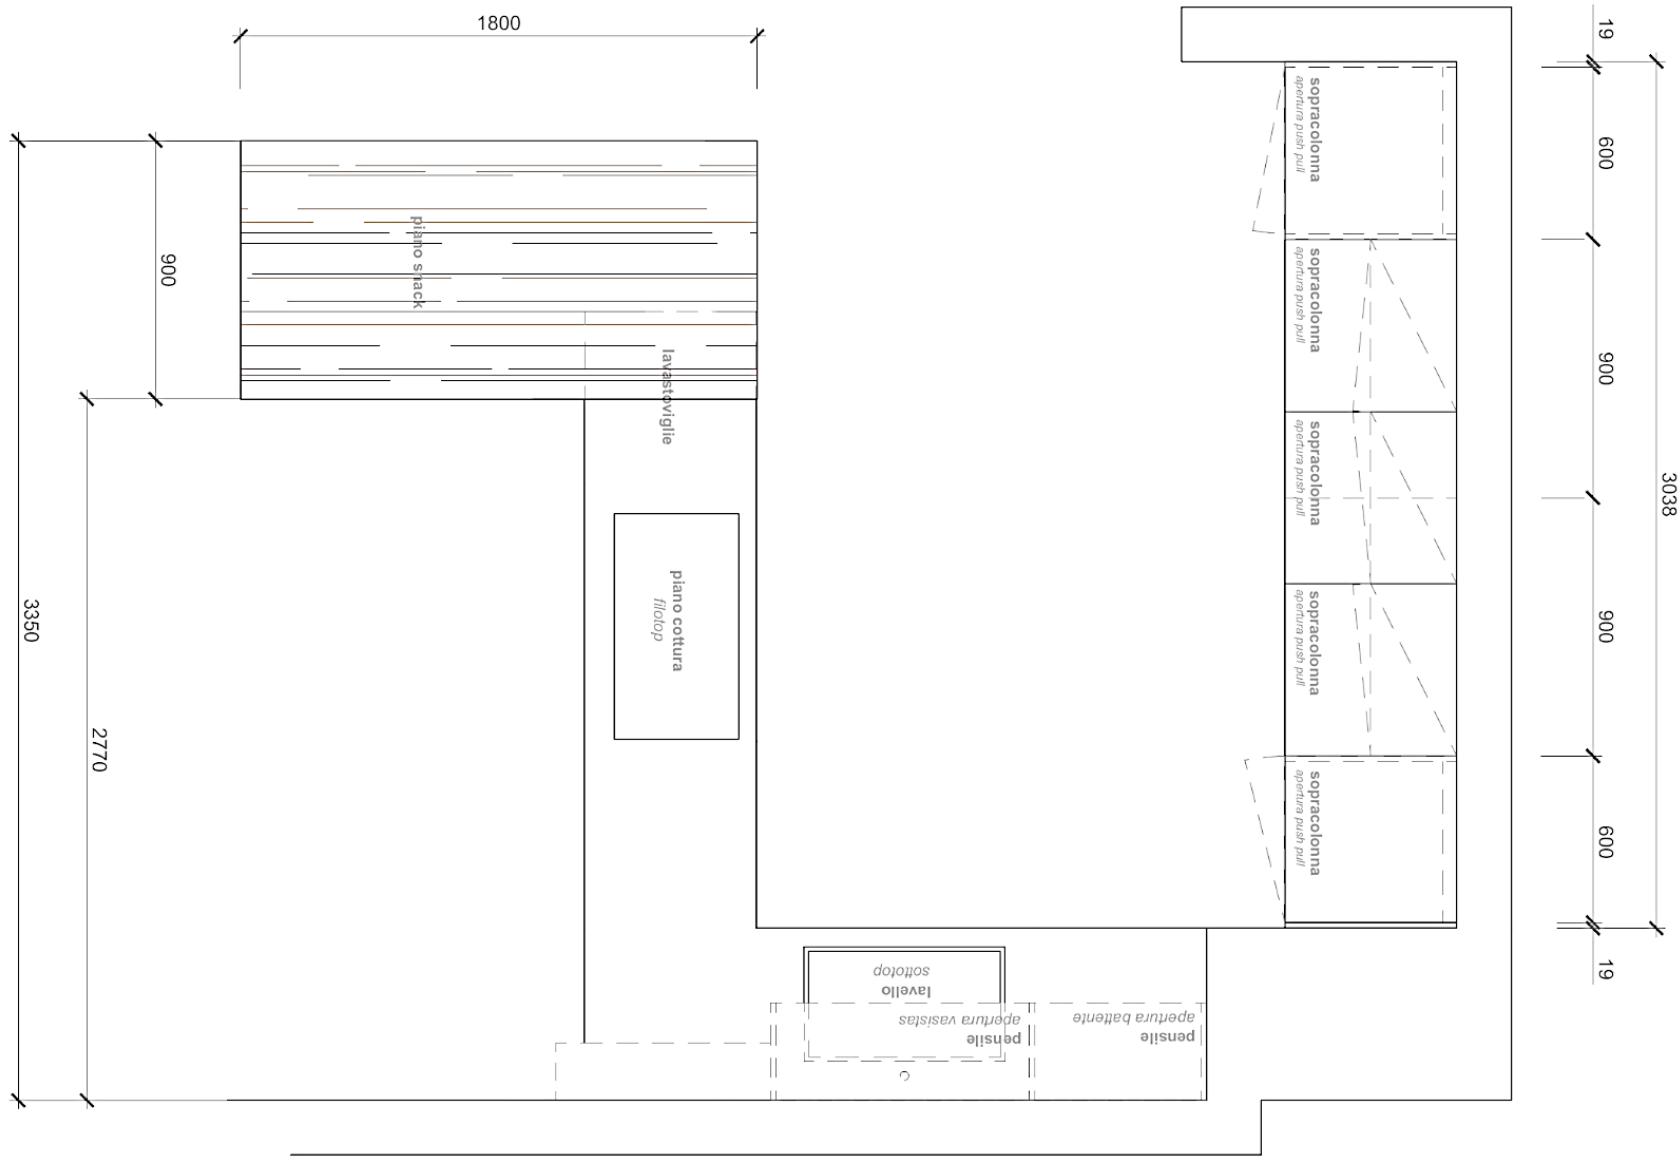 1800
19
3038
600
900
900
600
19
900
3350
2770
piano snack
lavastoviglie
piano cottura
filotop
sopracolonna
apertura push pull
sopracolonna
apertura push pull
sopracolonna
apertura push pull
sopracolonna
apertura push pull
sopracolonna
apertura push pull
lavello
sottotop
pensile
apertura vasistas
pensile
apertura battente